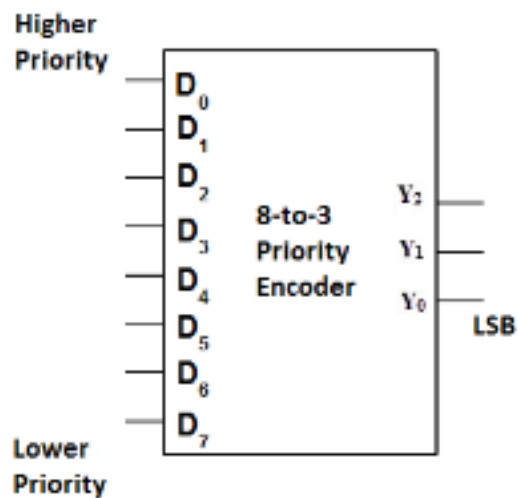 Higher
Priority
D0
D1
D2
D3
D4
D5
D6
D7
8-to-3
Priority
Encoder
Y2
Y1
Y0
LSB
Lower
Priority